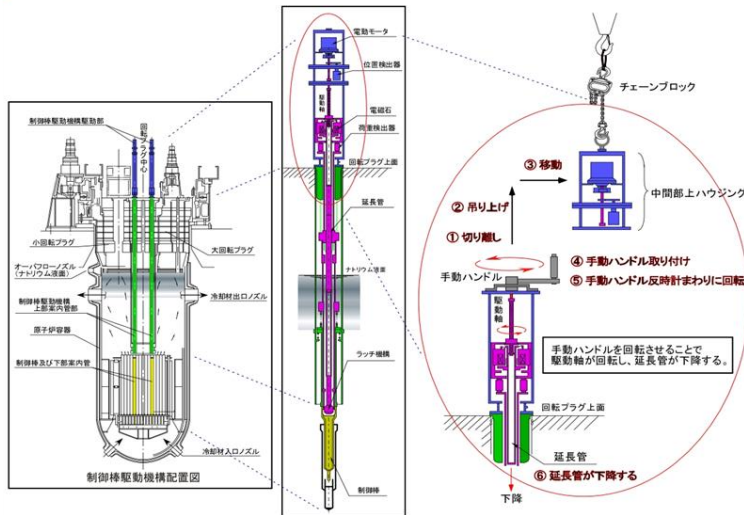 制御棒駆動機構駆動部
回転プラグ中心
小回転プラグ
大回転プラグ
オーバフローノズル
(ナトリウム液面)
冷却材出口ノズル
制御棒駆動機構
上部案内管部
原子炉容器
制御棒及び下部案内管
冷却材入口ノズル
制御棒駆動機構配置図
電動モータ
位置検出器
駆動軸
電磁石
荷重検出器
回転プラグ上面
延長管
ナトリウム液面
ラッチ機構
制御棒
チェーンブロック
③ 移動
中間部上ハウジング
② 吊り上げ
① 切り離し
④ 手動ハンドル取り付け
手動ハンドル
⑤ 手動ハンドル反時計まわりに回転
駆動軸
手動ハンドルを回転させることで
駆動軸が回転し、延長管が下降する。
回転プラグ上面
延長管
⑥ 延長管が下降する
下降